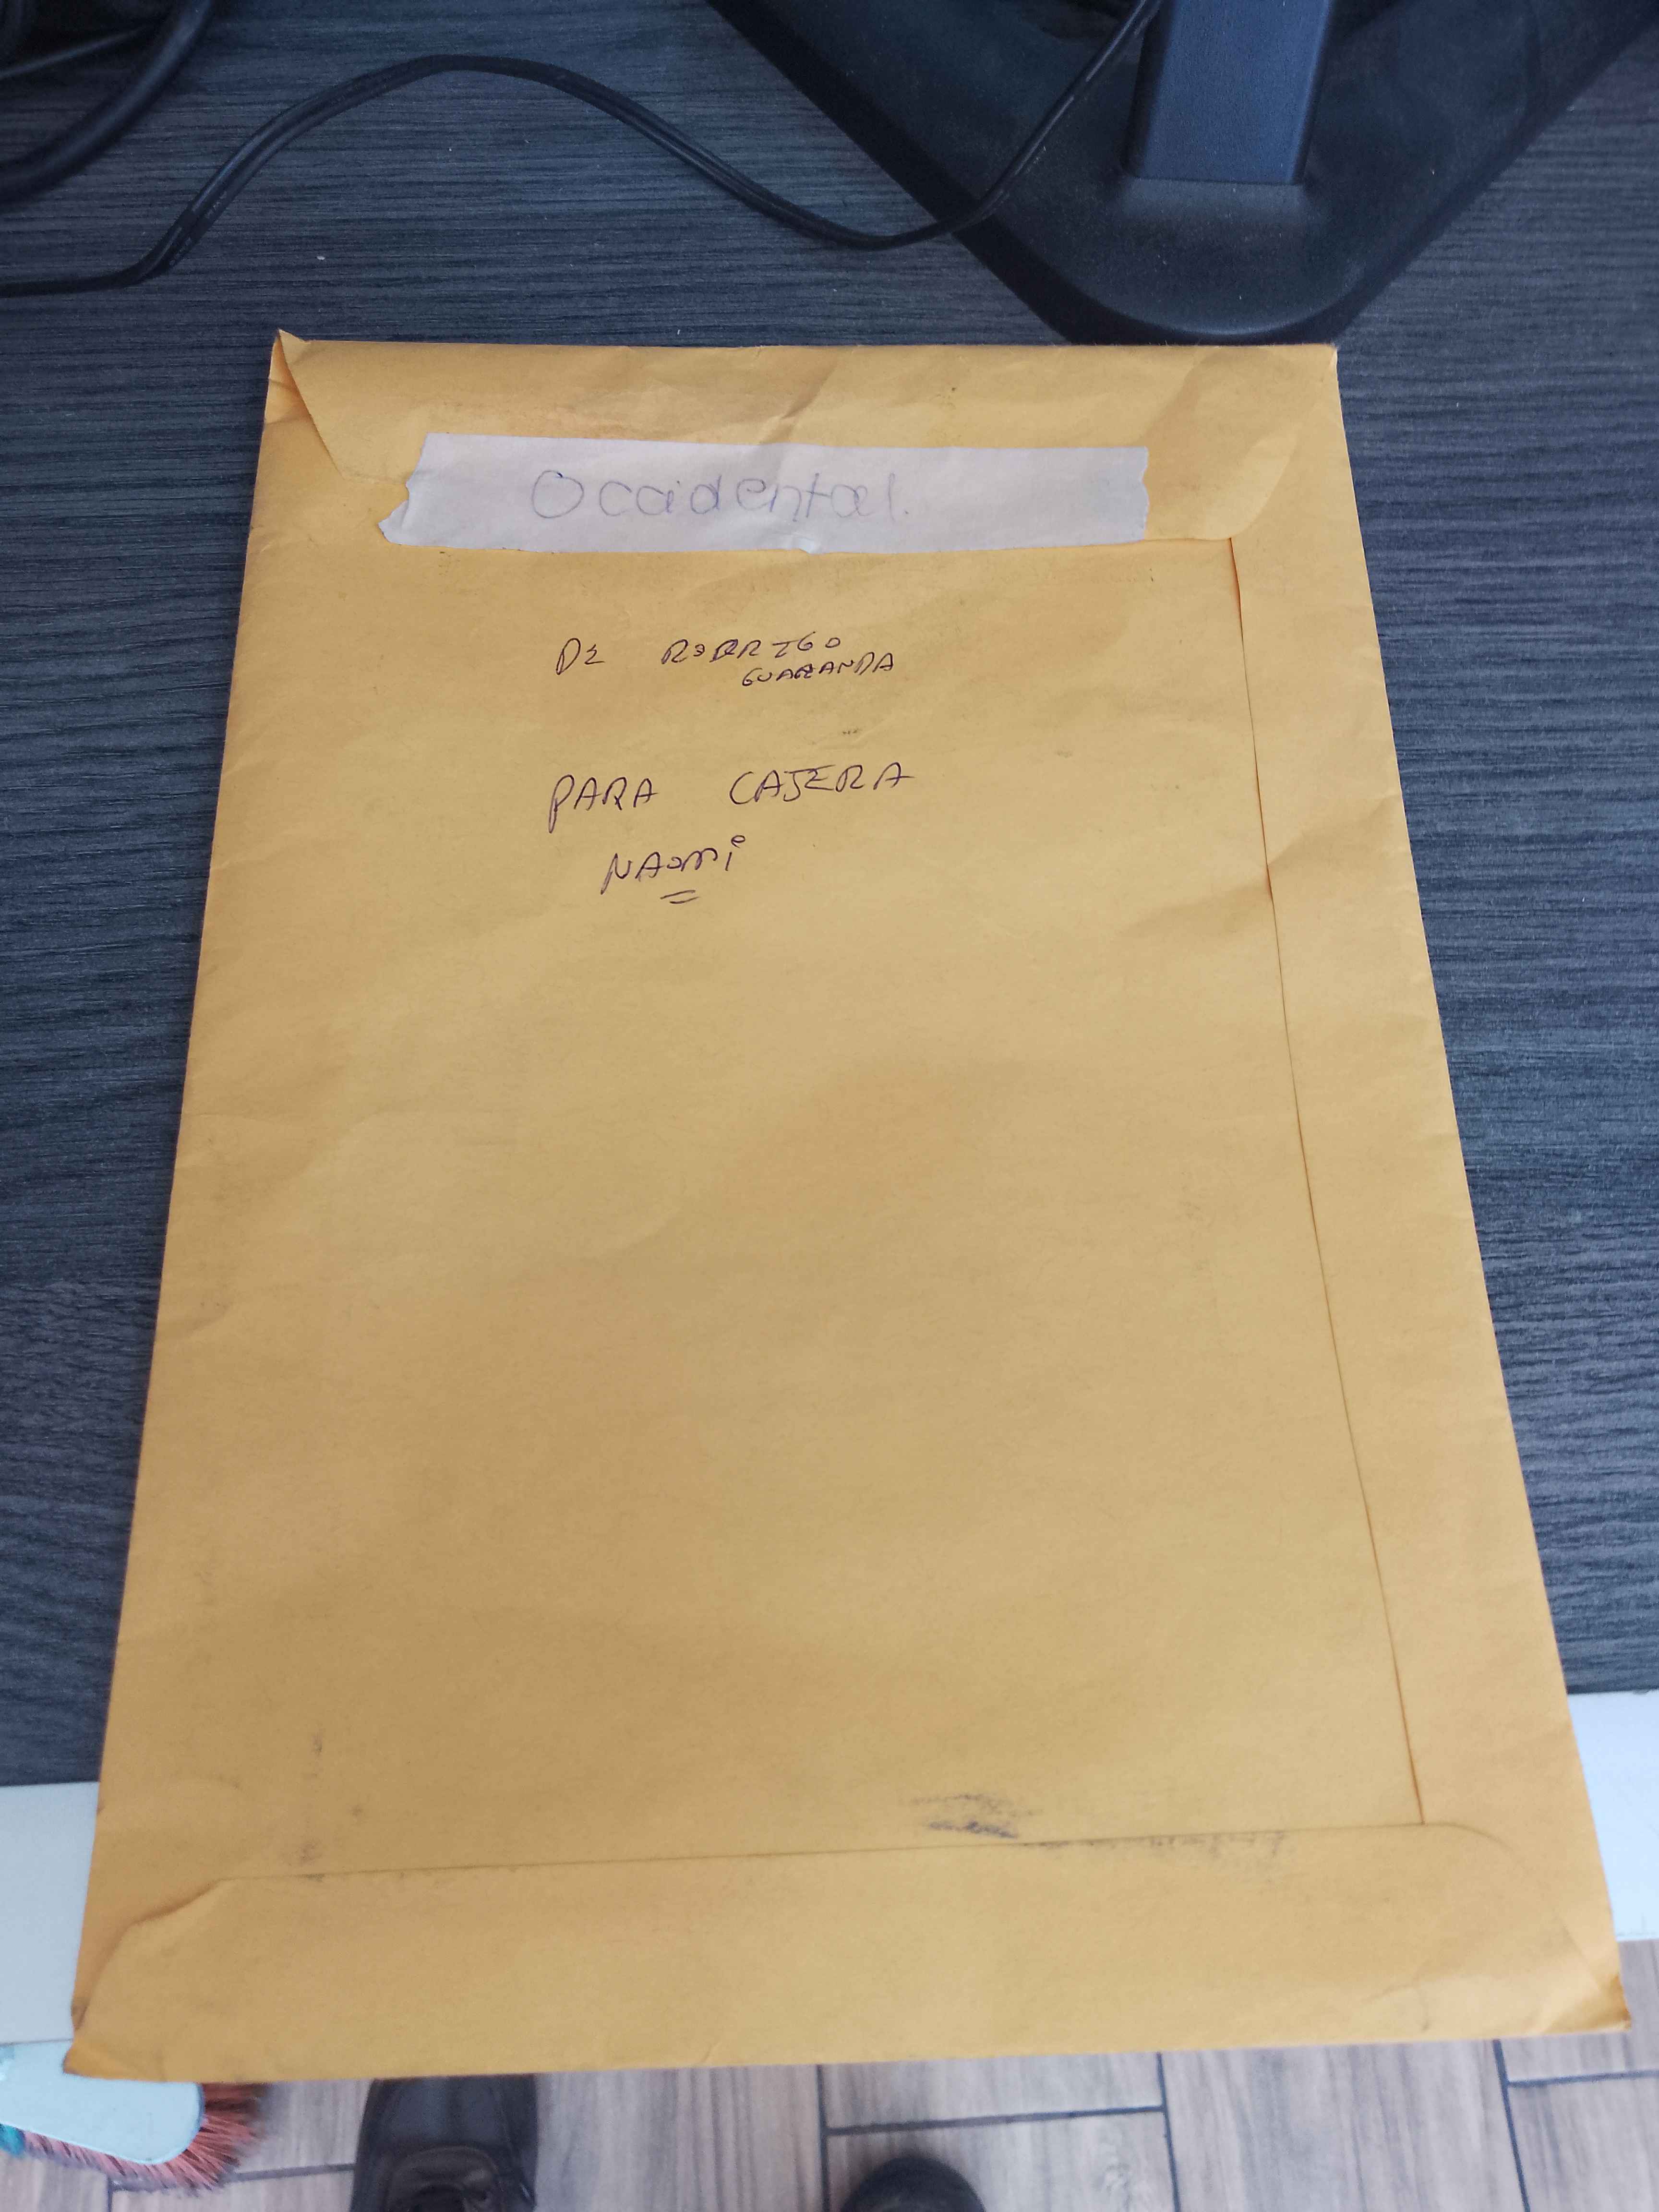 Occidental.
DE RODRIGO
GUARANDA
PARA CAJERA
NAOMi